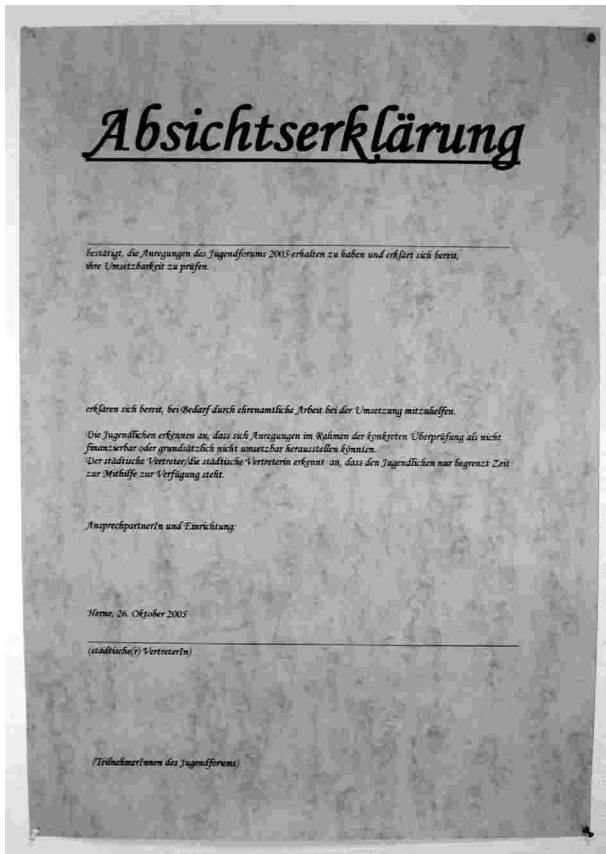 Absichtserklärung
bestätigt, die Anregungen des Jugendforums 2005 erhalten zu haben und erklärt sich bereit,
ihre Umsetzbarkeit zu prüfen.
erklären sich bereit, bei Bedarf durch ehrenamtliche Arbeit bei der Umsetzung mitzuhelfen.
Die Jugendlichen erkennen an, dass sich Anregungen im Rahmen der konkreten Überprüfung als nicht
finanzierbar oder grundsätzlich nicht umsetzbar herausstellen könnten.
Der städtische Vertreter/die städtische Vertreterin erkennt an, dass den Jugendlichen nur begrenzt Zeit
zur Mithilfe zur Verfügung steht.
AnsprechpartnerIn und Einrichtung:
Herne, 26. Oktober 2005
(städtische(r) VertreterIn)
(TeilnehmerInnen des Jugendforums)